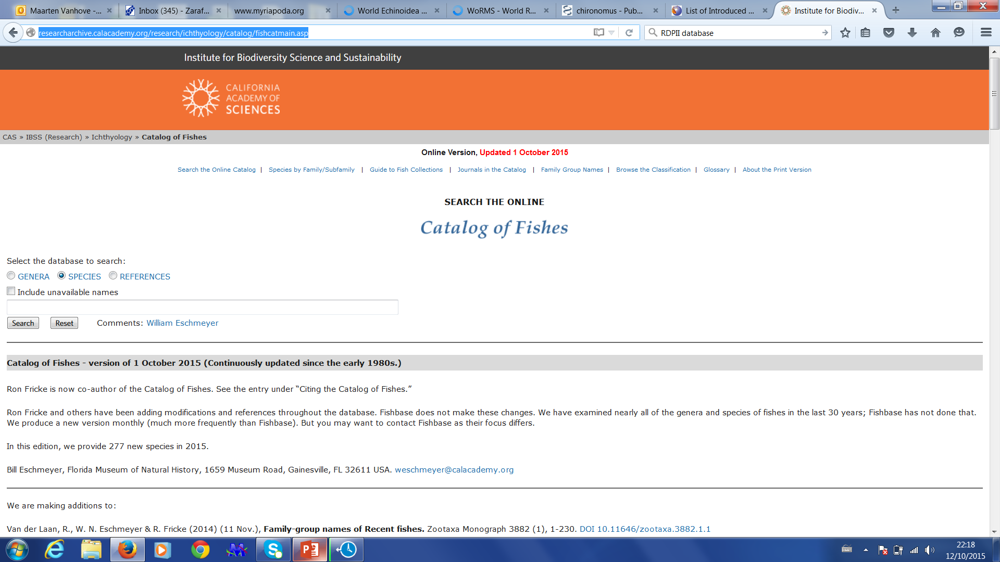 Maarten Vanhove -...
Inbox (345) - Zaraf...
www.myriapoda.org
World Echinoidea ...
WoRMS - World R...
chironomus - Pub...
List of Introduced ...
Institute for Biodiv...
researcharchive.calacademy.org/research/ichthyology/catalog/fishcatmain.asp
RDPII database
Institute for Biodiversity Science and Sustainability
CALIFORNIA
ACADEMY OF
SCIENCES
CAS » IBSS (Research) » Ichthyology » Catalog of Fishes
Online Version, Updated 1 October 2015
Search the Online Catalog | Species by Family/Subfamily | Guide to Fish Collections | Journals in the Catalog | Family Group Names | Browse the Classification | Glossary | About the Print Version
SEARCH THE ONLINE
Catalog of Fishes
Select the database to search:
GENERA SPECIES REFERENCES
Include unavailable names
Search Reset Comments: William Eschmeyer
Catalog of Fishes - version of 1 October 2015 (Continuously updated since the early 1980s.)
Ron Fricke is now co-author of the Catalog of Fishes. See the entry under “Citing the Catalog of Fishes.”
Ron Fricke and others have been adding modifications and references throughout the database. Fishbase does not make these changes. We have examined nearly all of the genera and species of fishes in the last 30 years; Fishbase has not done that.
We produce a new version monthly (much more frequently than Fishbase). But you may want to contact Fishbase as their focus differs.
In this edition, we provide 277 new species in 2015.
Bill Eschmeyer, Florida Museum of Natural History, 1659 Museum Road, Gainesville, FL 32611 USA. weschmeyer@calacademy.org
We are making additions to:
Van der Laan, R., W. N. Eschmeyer & R. Fricke (2014) (11 Nov.), Family-group names of Recent fishes. Zootaxa Monograph 3882 (1), 1-230. DOI 10.11646/zootaxa.3882.1.1
22:18
12/10/2015